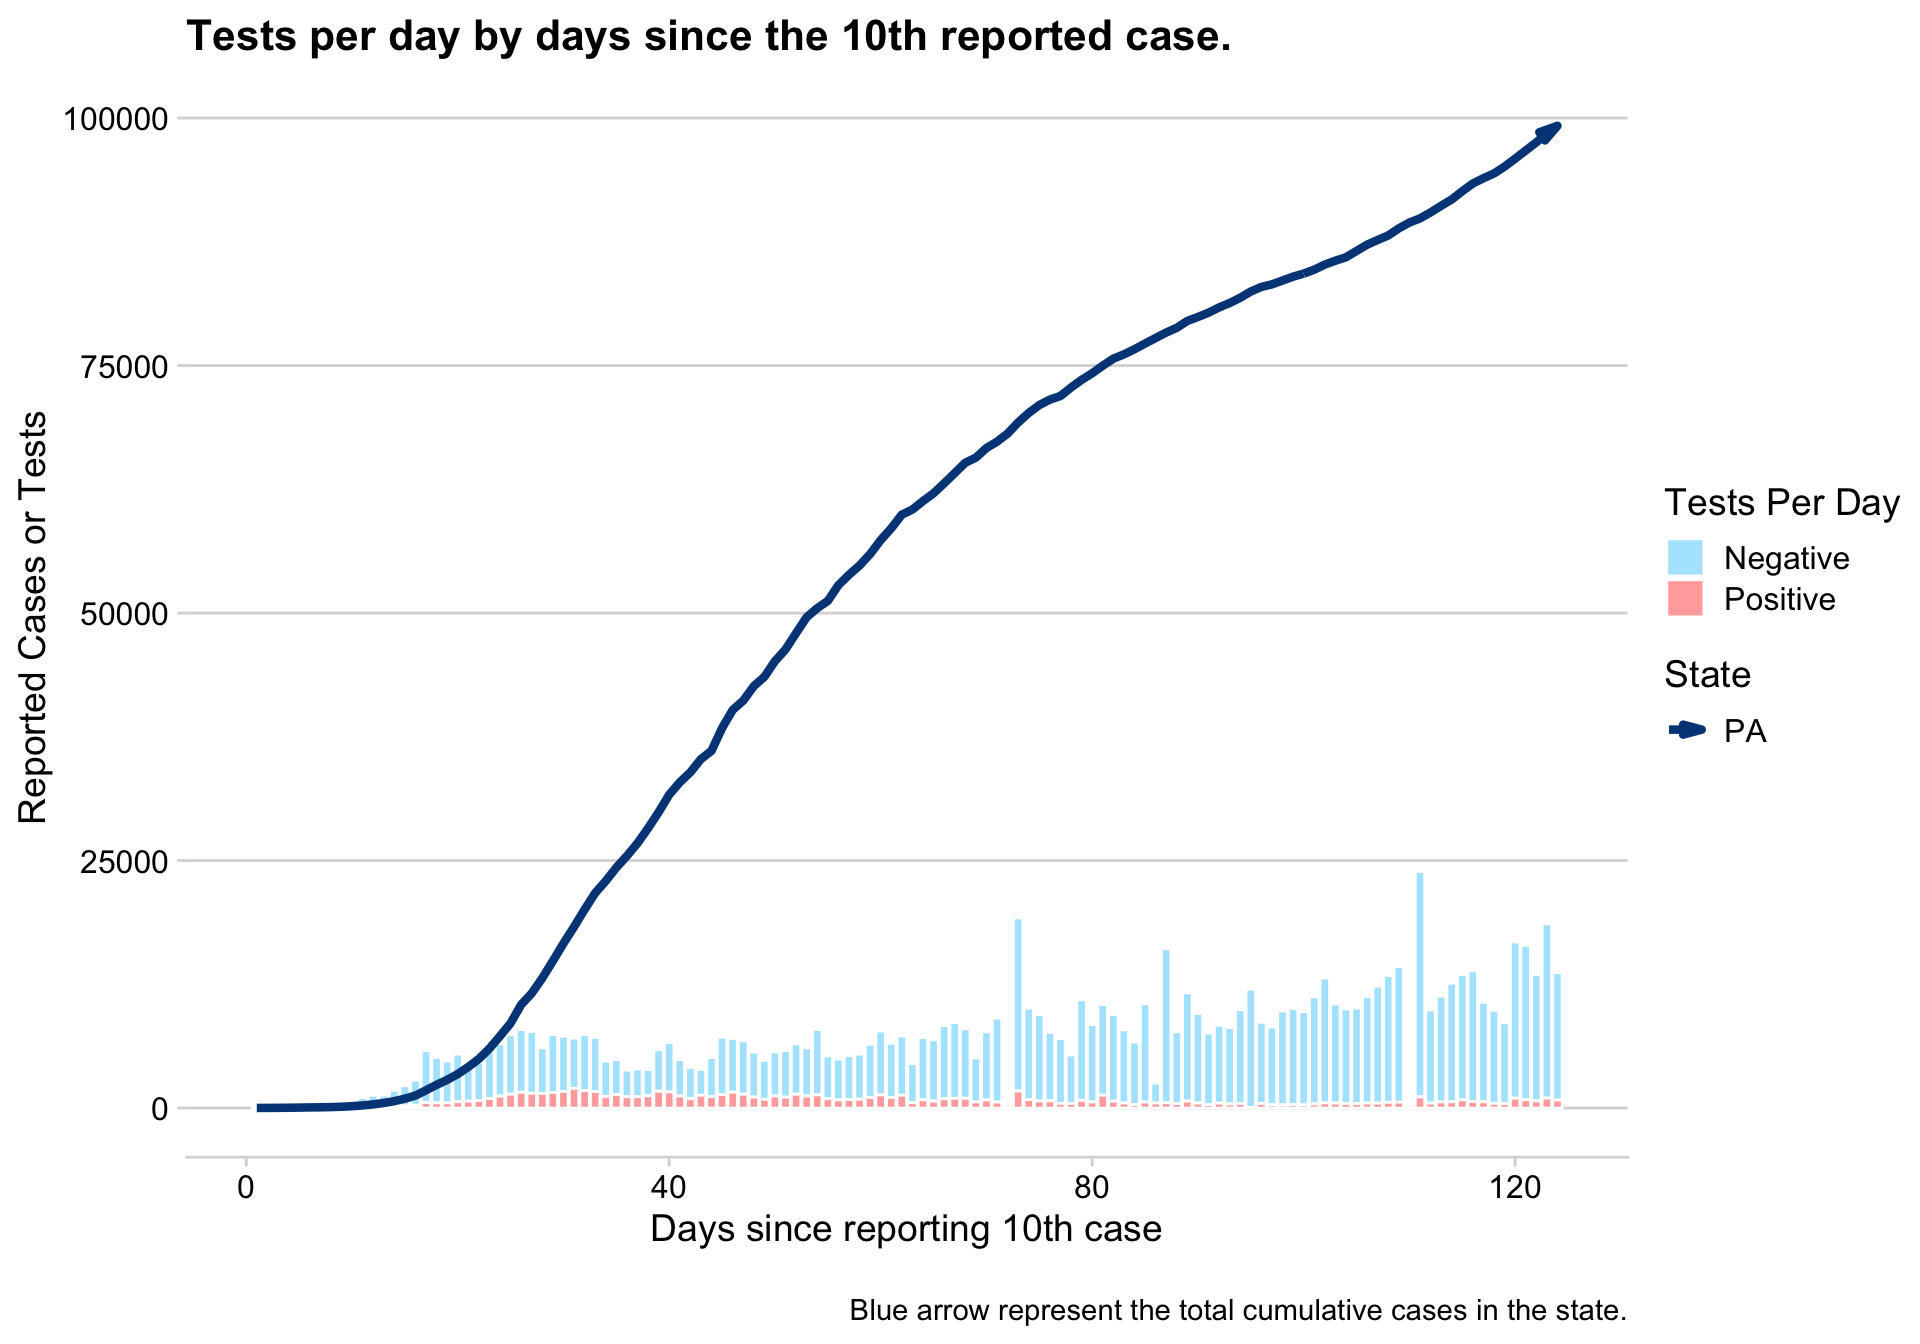 Tests per day by days since the 10th reported case.
100000
75000
50000
25000
0
Reported Cases or Tests
0 40 80 120
Days since reporting 10th case
Tests Per Day
Negative
Positive
State
PA
Blue arrow represent the total cumulative cases in the state.